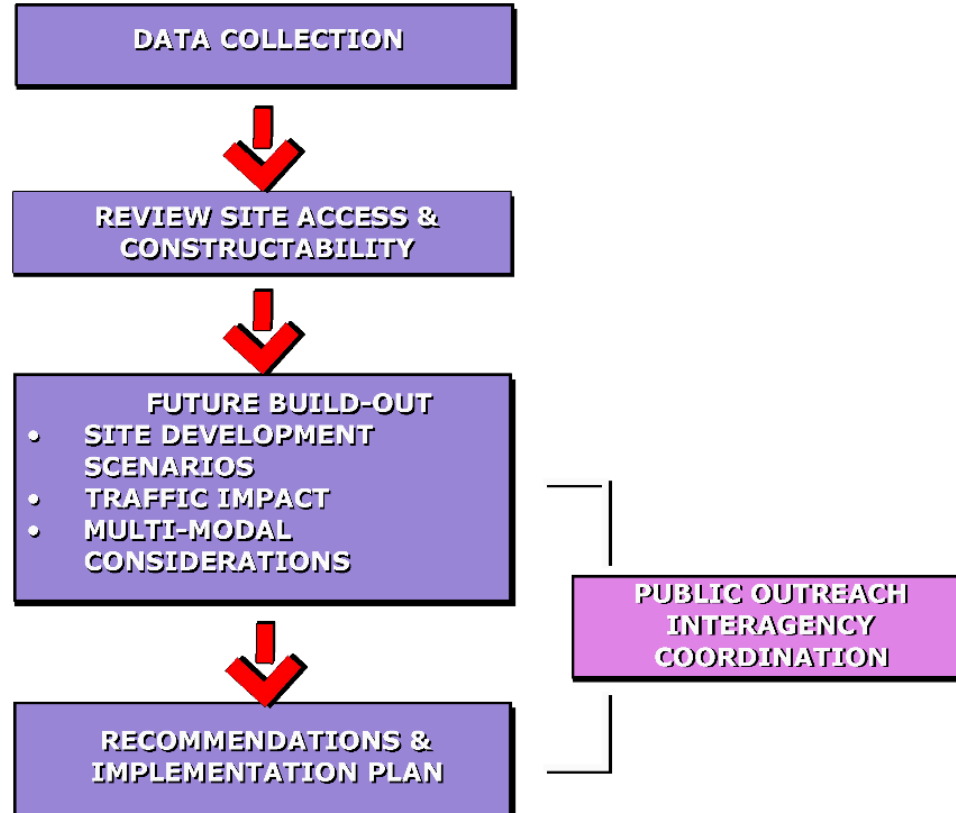 DATA COLLECTION
REVIEW SITE ACCESS &
CONSTRUCTABILITY
FUTURE BUILD-OUT
• SITE DEVELOPMENT
SCENARIOS
• TRAFFIC IMPACT
• MULTI-MODAL
CONSIDERATIONS
PUBLIC OUTREACH
INTERAGENCY
COORDINATION
RECOMMENDATIONS &
IMPLEMENTATION PLAN